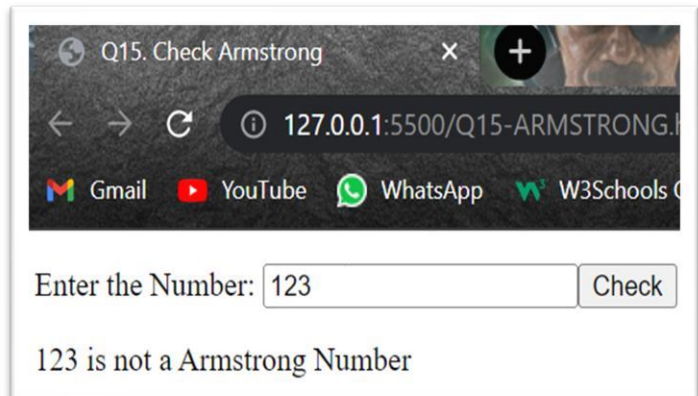 Q15. Check Armstrong
127.0.0.1:5500/Q15-ARMSTRONG.
Gmail YouTube WhatsApp W3Schools
Enter the Number: 123 Check
123 is not a Armstrong Number